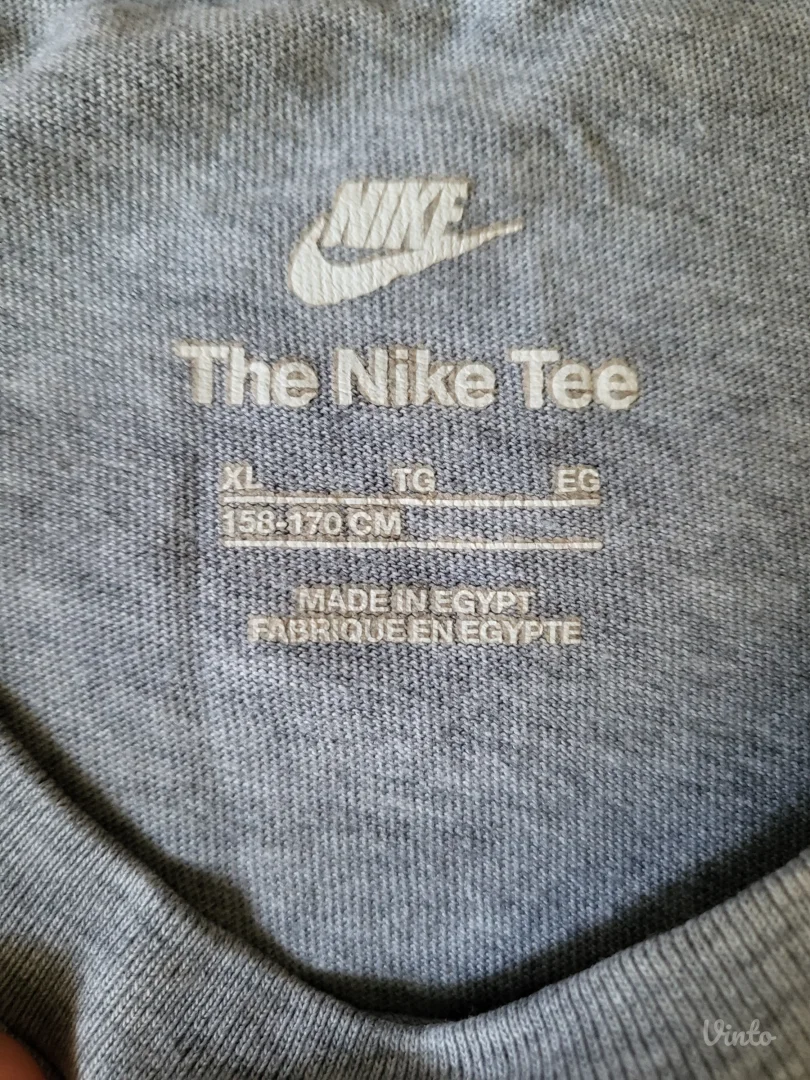 NIKE
The Nike Tee
XL TG EG
158-170 CM
MADE IN EGYPT
FABRIQUE EN EGYPTE
Vinto